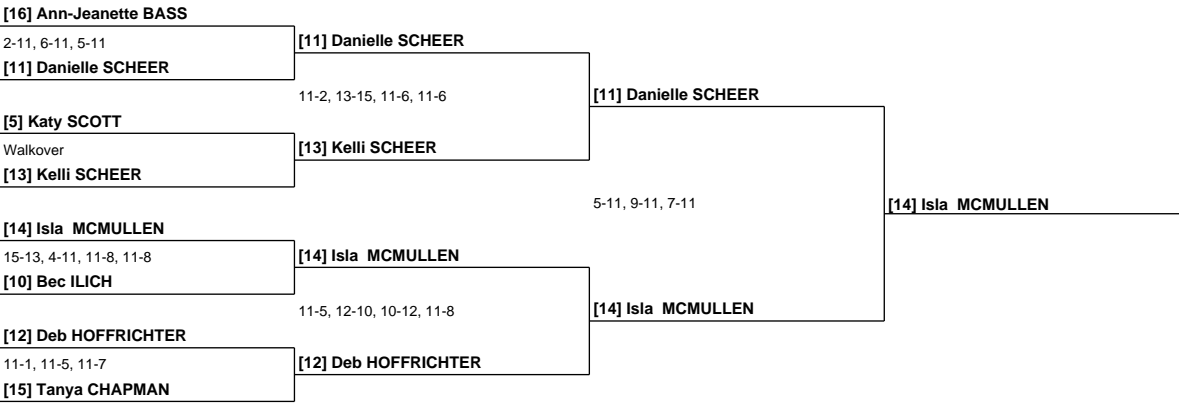 [16] Ann-Jeanette BASS
2-11, 6-11, 5-11
[11] Danielle SCHEER
[11] Danielle SCHEER
11-2, 13-15, 11-6, 11-6
[11] Danielle SCHEER
[5] Katy SCOTT
Walkover
[13] Kelli SCHEER
[13] Kelli SCHEER
5-11, 9-11, 7-11
[14] Isla MCMULLEN
[14] Isla MCMULLEN
15-13, 4-11, 11-8, 11-8
[14] Isla MCMULLEN
[10] Bec ILICH
11-5, 12-10, 10-12, 11-8
[14] Isla MCMULLEN
[12] Deb HOFFRICHTER
11-1, 11-5, 11-7
[12] Deb HOFFRICHTER
[15] Tanya CHAPMAN